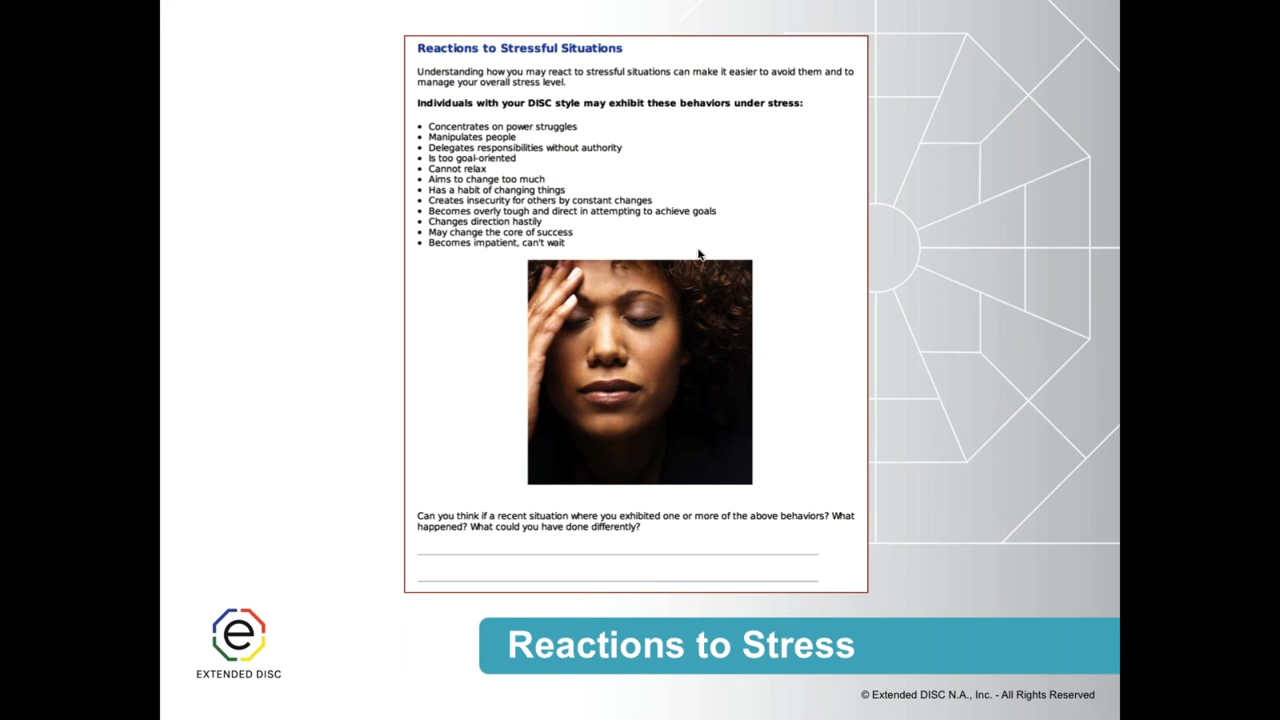 Reactions to Stressful Situations
Understanding how you may react to stressful situations can make it easier to avoid them and to
manage your overall stress level.
Individuals with your DISC style may exhibit these behaviors under stress:
• Concentrates on power struggles
• Manipulates people
• Delegates responsibilities without authority
• Is too goal-oriented
• Cannot relax
• Aims to change too much
• Has a habit of changing things
• Creates insecurity for others by constant changes
• Becomes overly tough and direct in attempting to achieve goals
• Changes direction hastily
• May change the core of success
• Becomes impatient, can't wait
Can you think if a recent situation where you exhibited one or more of the above behaviors? What
happened? What could you have done differently?
e
EXTENDED DISC
Reactions to Stress
© Extended DISC N.A., Inc. - All Rights Reserved